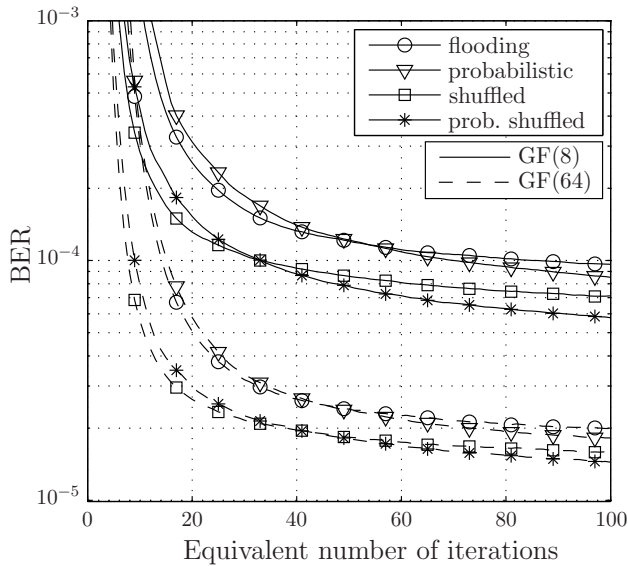 10−3
flooding
probabilistic
shuffled
prob. shuffled
GF(8)
GF(64)
BER
10−4
10−5
0 20 40 60 80 100
Equivalent number of iterations